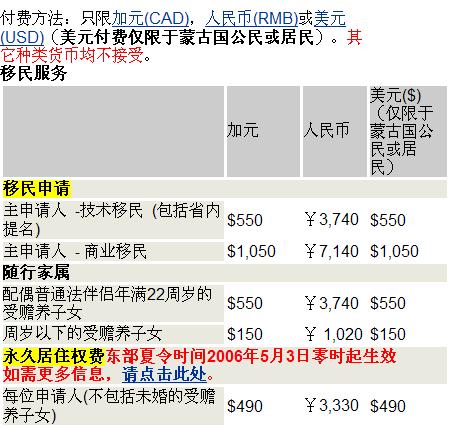 付费方法：只限加元(CAD)，人民币(RMB)或美元
(USD)（美元付费仅限于蒙古国公民或居民）。其
它种类货币均不接受。
移民服务
加元 人民币 美元($)
（仅限于
蒙古国公
民或居
民）
移民申请
主申请人 -技术移民 (包括省内
提名) $550 ￥3,740 $550
主申请人 - 商业移民 $1,050 ￥7,140 $1,050
随行家属
配偶普通法伴侣年满22周岁的
受赡养子女 $550 ￥3,740 $550
周岁以下的受赡养子女 $150 ￥ 1,020 $150
永久居住权费东部夏令时间2006年5月3日零时起生效
如需更多信息，请点击此处。
每位申请人(不包括未婚的受赡
养子女) $490 ￥3,330 $490